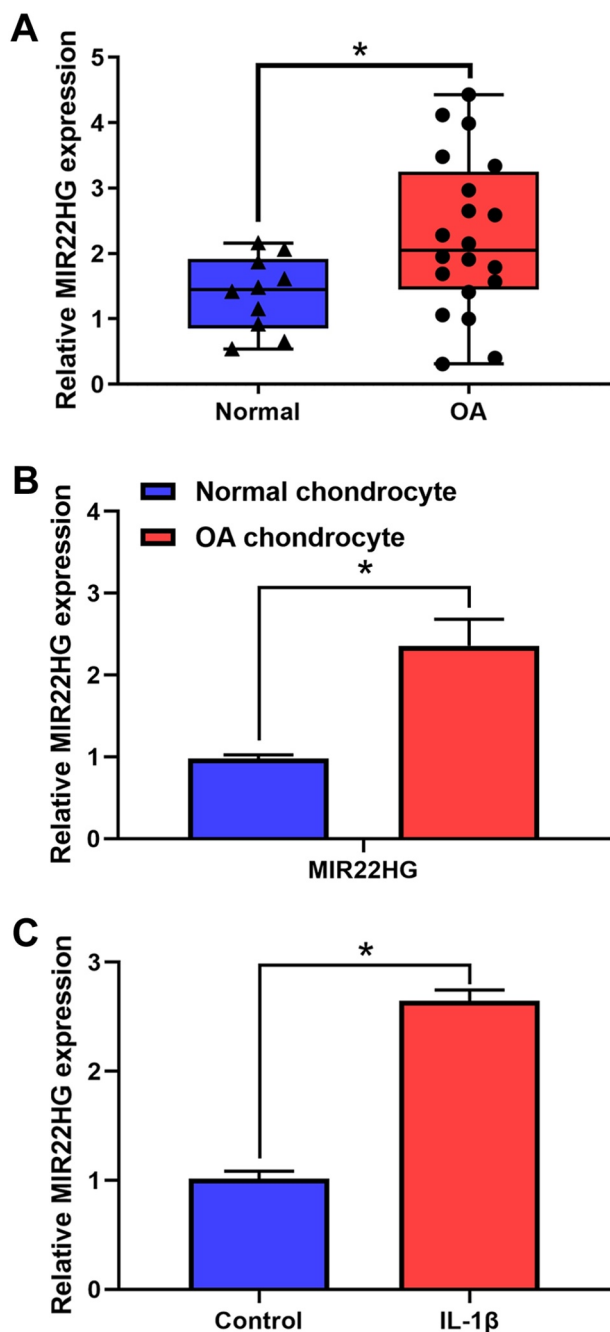 A
Relative MIR22HG expression
5
4
3
2
1
0
*
Normal
OA
B
Relative MIR22HG expression
4
3
2
1
0
Normal chondrocyte
OA chondrocyte
*
MIR22HG
C
Relative MIR22HG expression
3
2
1
0
*
Control
IL-1β